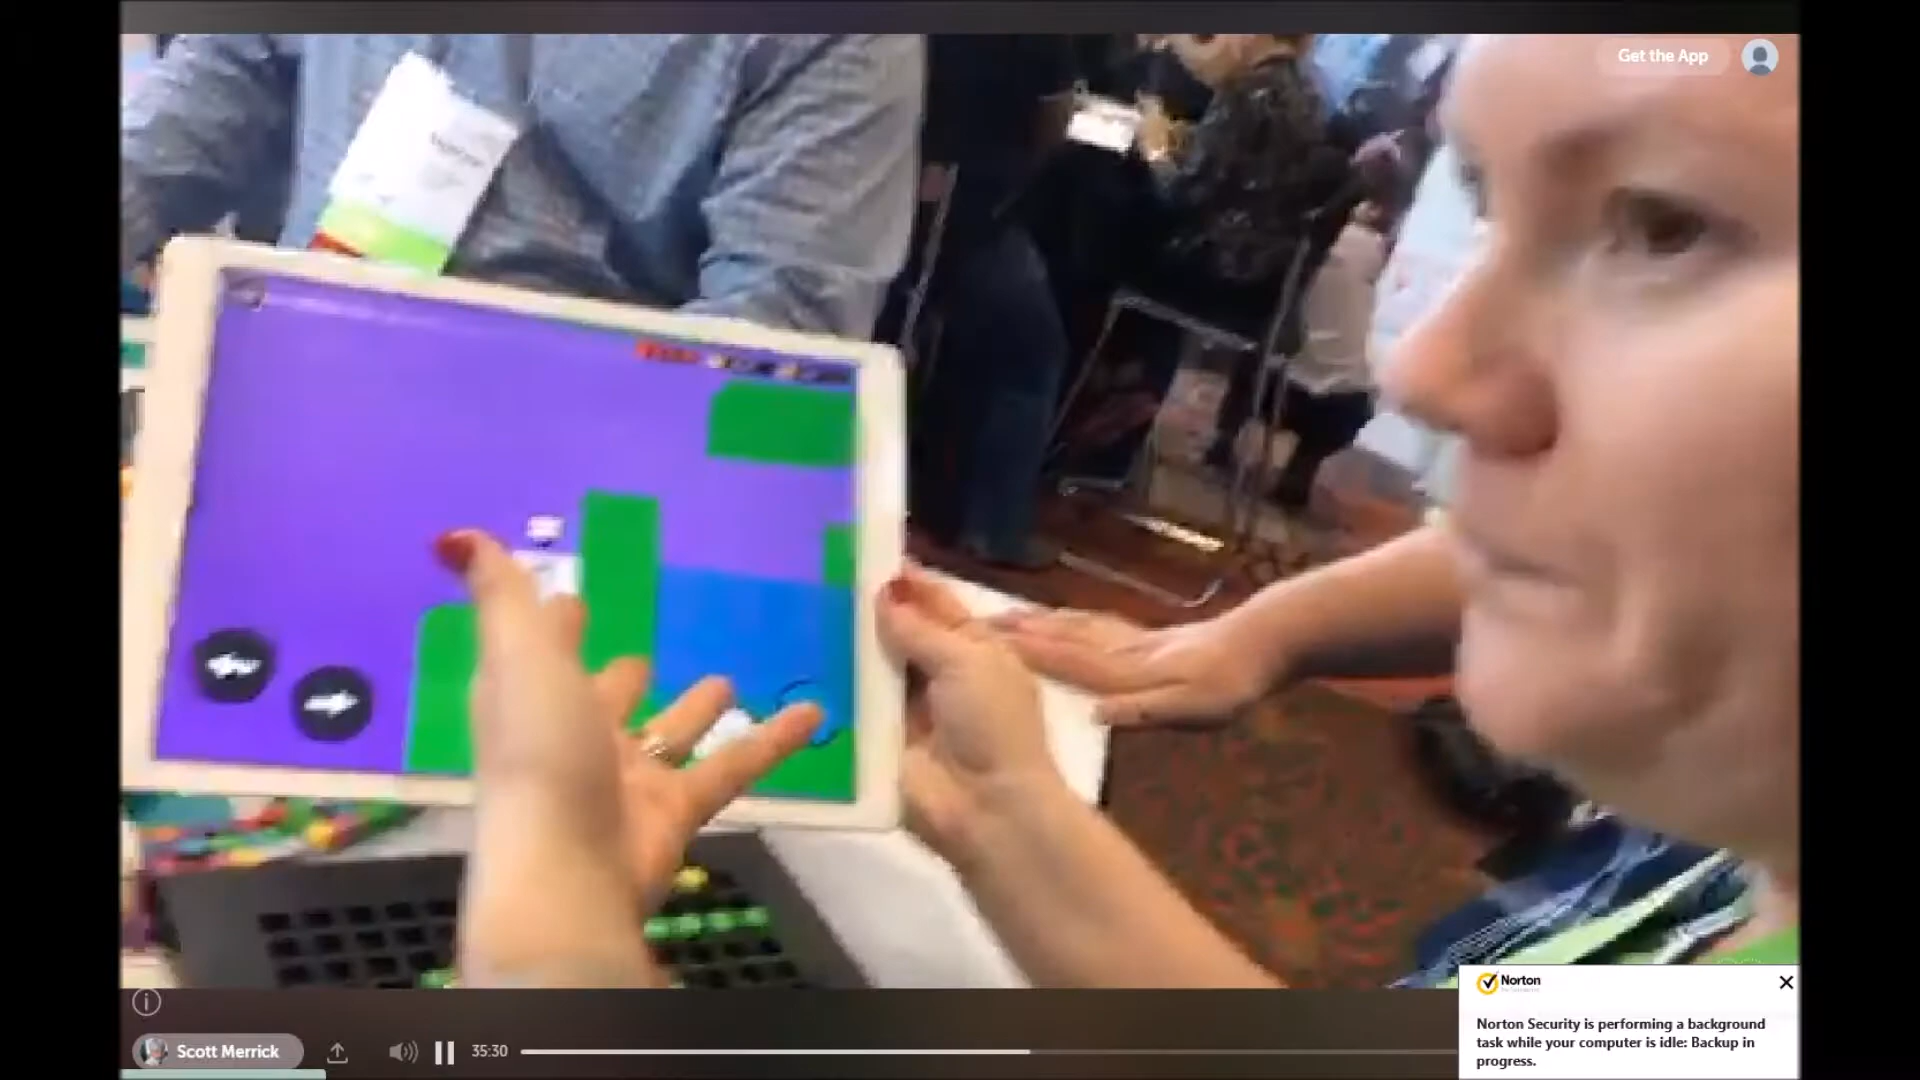 Get the App
Scott Merrick
35:30
Norton
Norton Security is performing a background
task while your computer is idle: Backup in
progress.